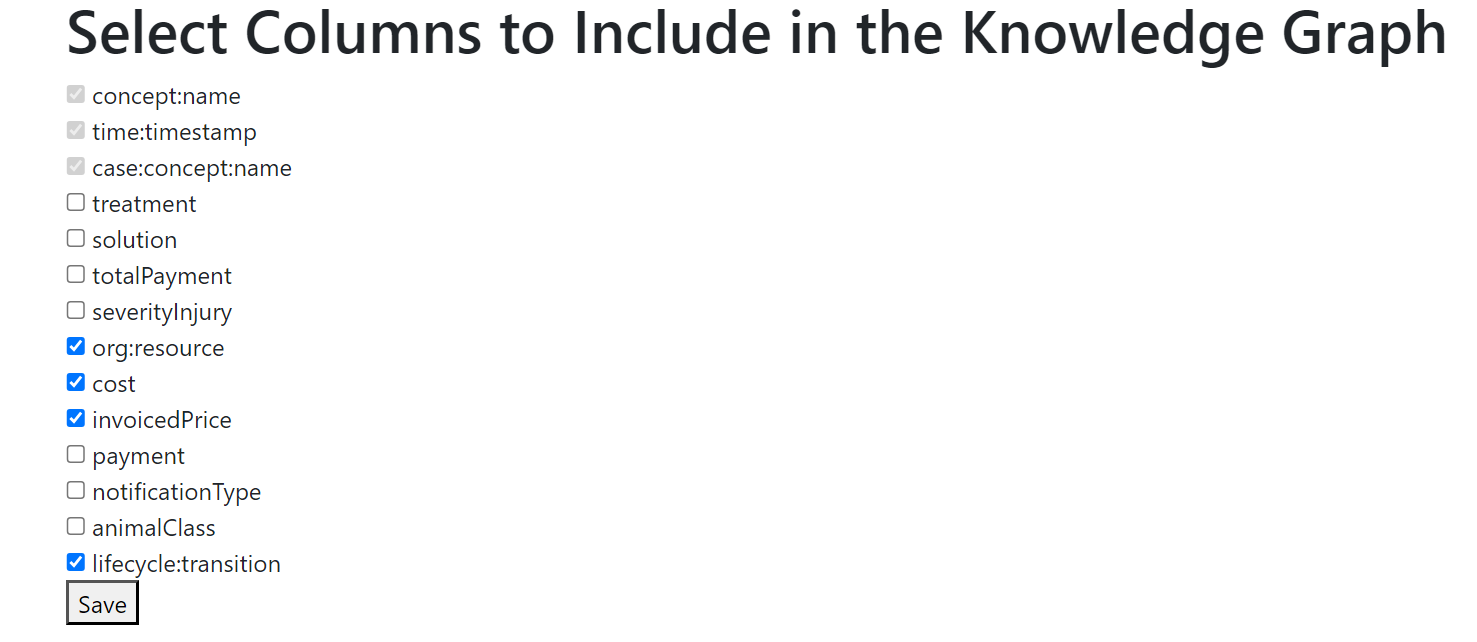 Select Columns to Include in the Knowledge Graph
concept:name
time:timestamp
case:concept:name
treatment
solution
totalPayment
severityInjury
org:resource
cost
invoicedPrice
payment
notificationType
animalClass
lifecycle:transition
Save